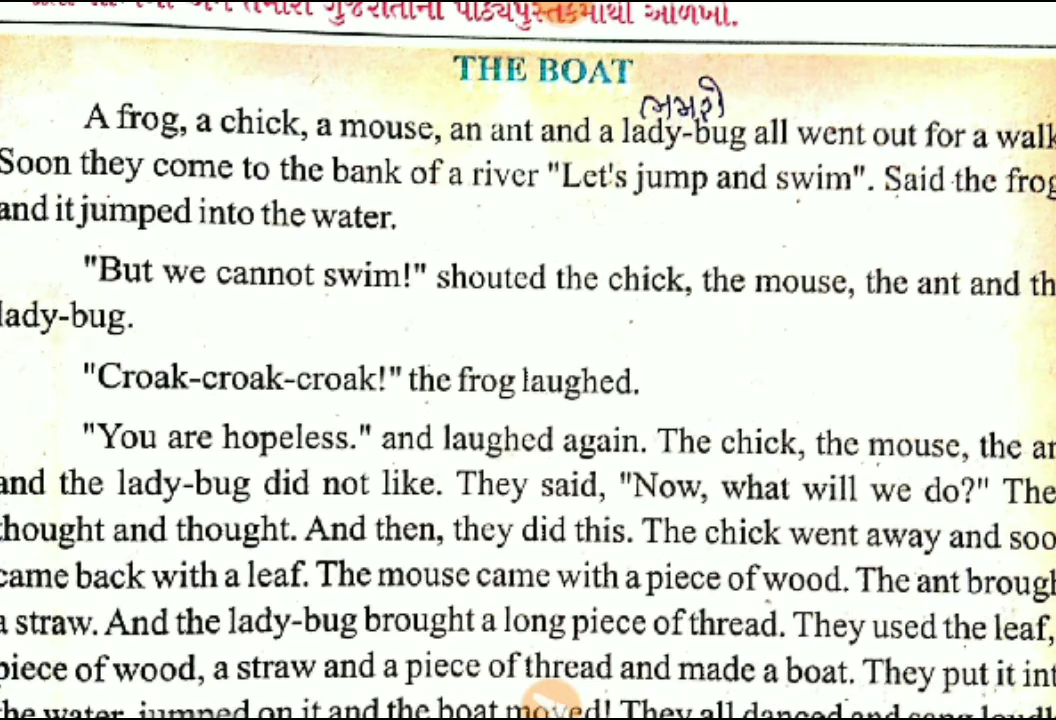 ગુજરાતીના પાઠ્યપુસ્તકમાંથી ઓળખો.
THE BOAT
ભમરો
A frog, a chick, a mouse, an ant and a lady-bug all went out for a walk
Soon they come to the bank of a river "Let's jump and swim". Said the frog
and it jumped into the water.
"But we cannot swim!" shouted the chick, the mouse, the ant and th
lady-bug.
"Croak-croak-croak!" the frog laughed.
"You are hopeless." and laughed again. The chick, the mouse, the an
and the lady-bug did not like. They said, "Now, what will we do?" The
thought and thought. And then, they did this. The chick went away and soo
came back with a leaf. The mouse came with a piece of wood. The ant brough
a straw. And the lady-bug brought a long piece of thread. They used the leaf,
piece of wood, a straw and a piece of thread and made a boat. They put it int
he water, jumped on it and the boat moved! They all danced and sang loudl